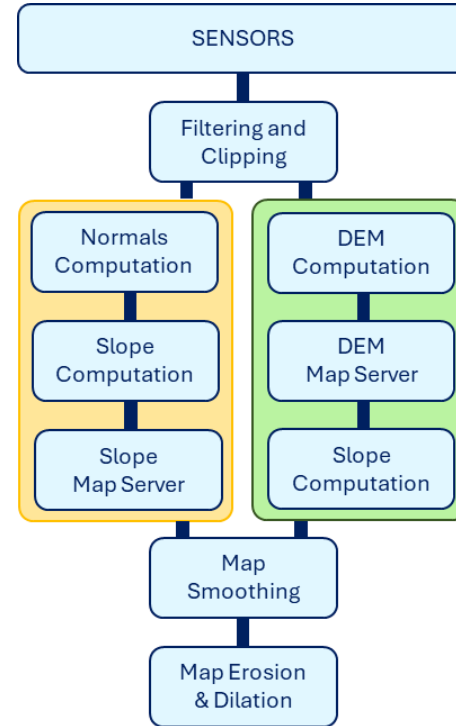 SENSORS
Filtering and
Clipping
Normals
Computation
Slope
Computation
Slope
Map Server
DEM
Computation
DEM
Map Server
Slope
Computation
Map
Smoothing
Map Erosion
& Dilation